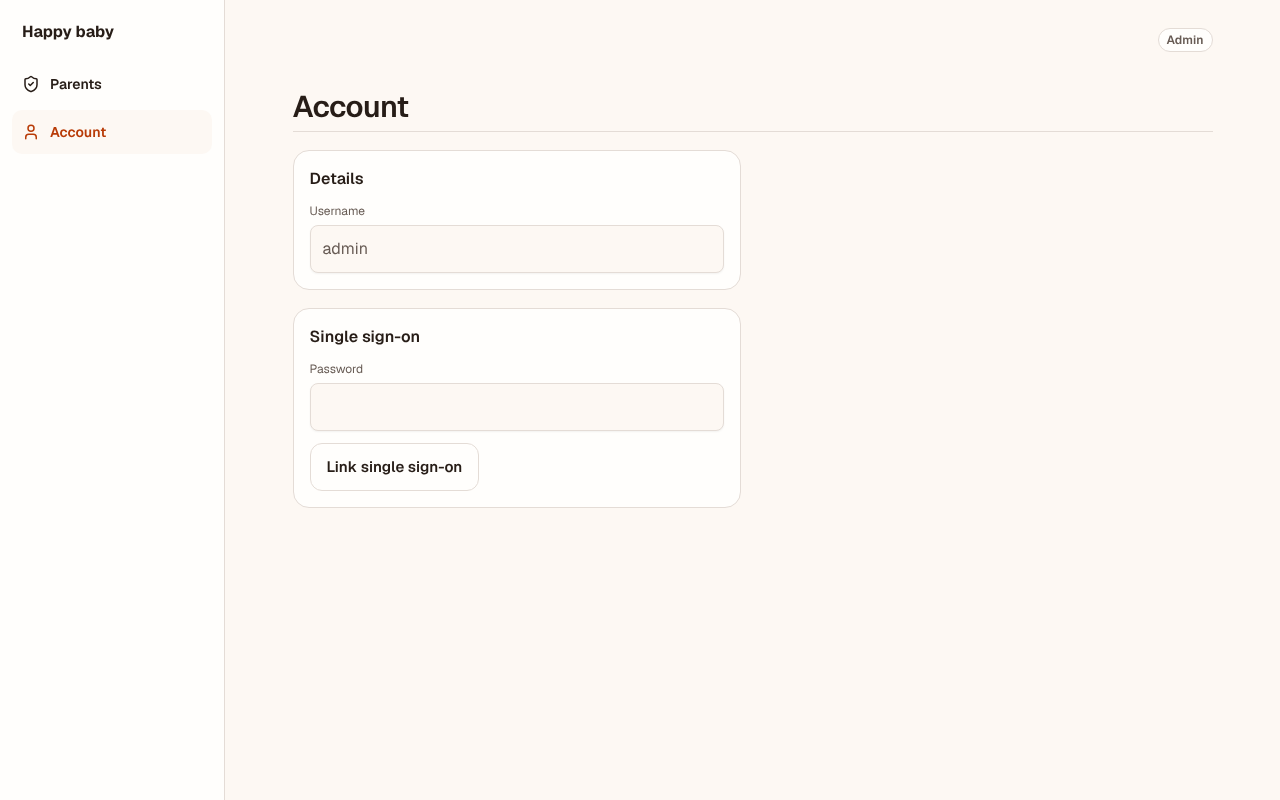 Happy baby
Parents
Account
Admin
Account
Details
Username
admin
Single sign-on
Password
Link single sign-on